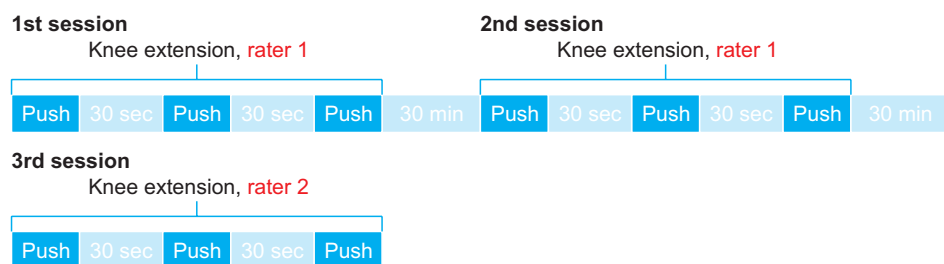 1st session 2nd session
Knee extension, rater 1 Knee extension, rater 1
Push 30 sec Push 30 sec Push 30 min Push 30 sec Push 30 sec Push 30 min
3rd session
Knee extension, rater 2
Push 30 sec Push 30 sec Push